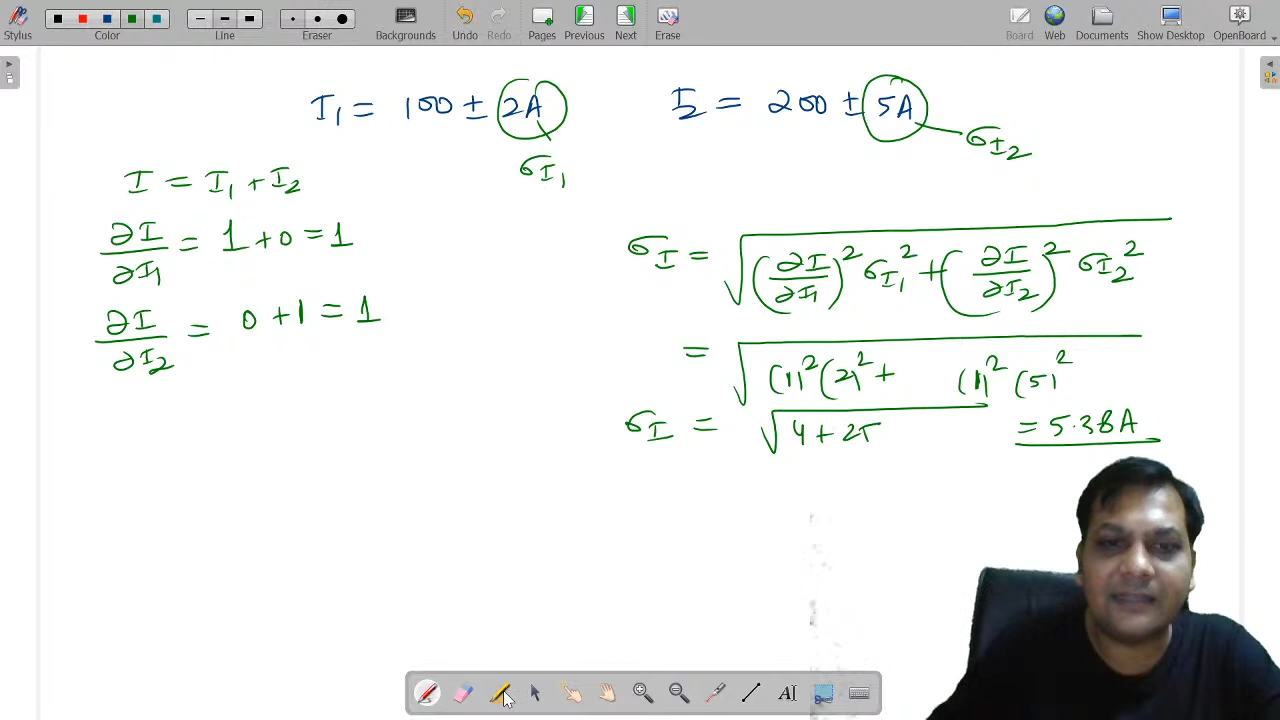 Stylus Color Line Eraser Backgrounds Undo Redo Pages Previous Next Erase Board Web Documents Show Desktop OpenBoard
I₁ = 100 ± 2A
I₂ = 200 ± 5A
σI₁
σI₂
I = I₁ + I₂
∂I/∂I₁ = 1 + 0 = 1
∂I/∂I₂ = 0 + 1 = 1
σI = √((∂I/∂I₁)² σI₁² + (∂I/∂I₂)² σI₂²)
= √((1)² (2)² + (1)² (5)²)
σI = √(4 + 25) = 5.38A
AI